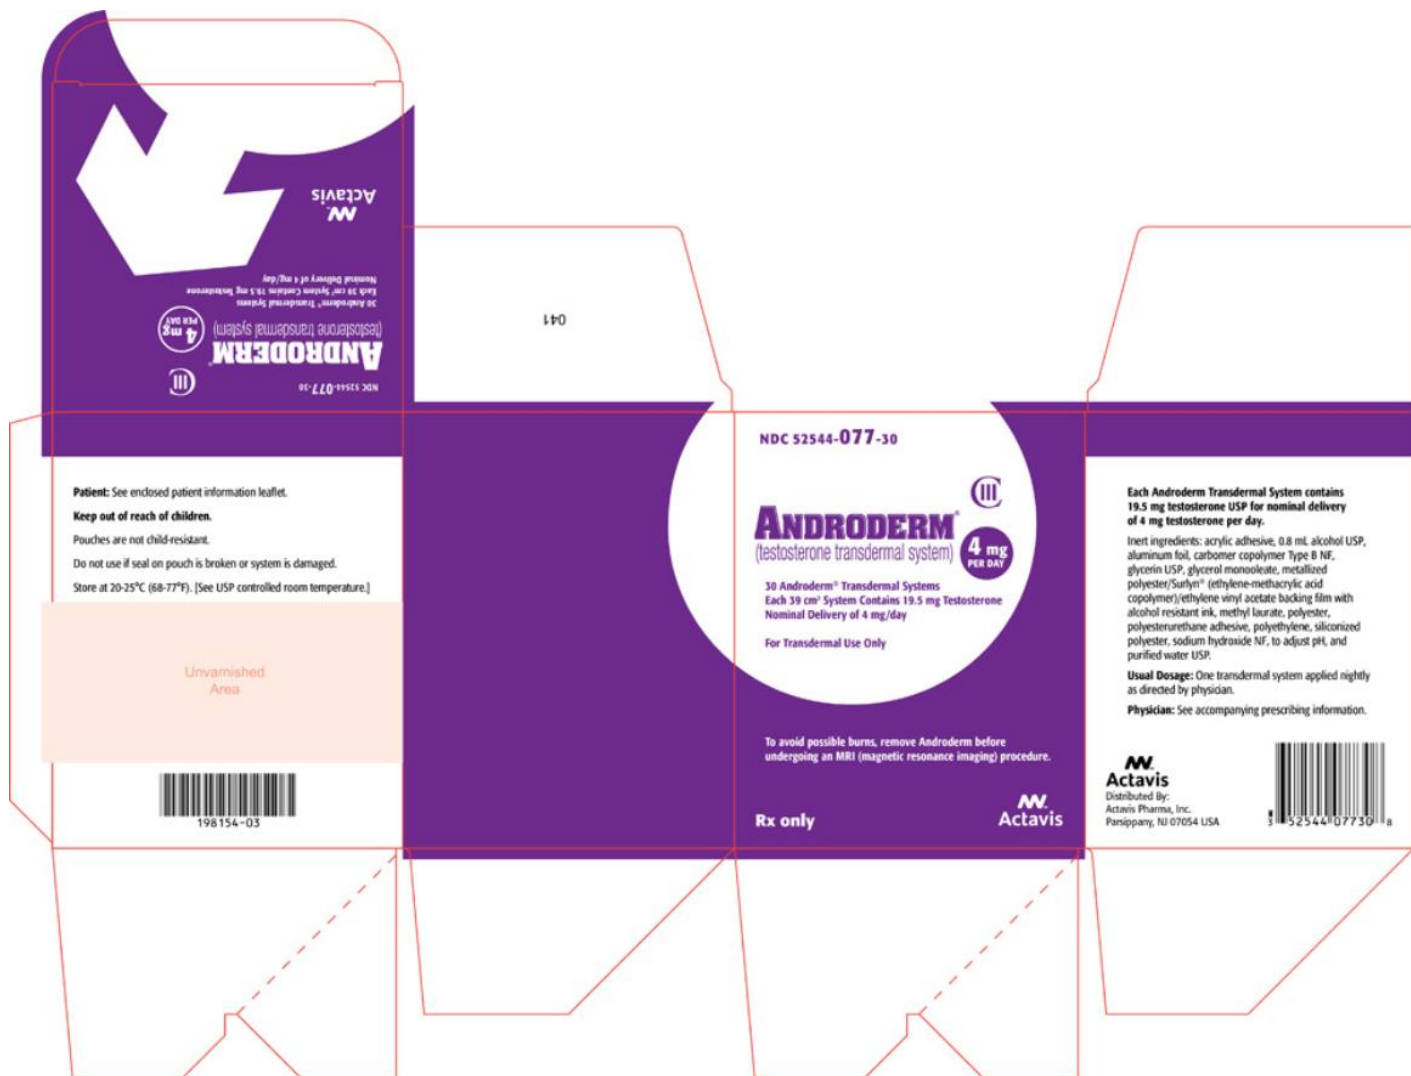 Actavis
Nominal Delivery of 4 mg/day
Each 39 cm² System Contains 19.5 mg Testosterone
30 Androderm® Transdermal Systems
4 mg
PER DAY
(testosterone transdermal system)
ANDRODERM®
CIII
NDC 52544-077-30
041
Patient: See enclosed patient information leaflet.
Keep out of reach of children.
Pouches are not child-resistant.
Do not use if seal on pouch is broken or system is damaged.
Store at 20-25°C (68-77°F). [See USP controlled room temperature.]
Unvarnished
Area
198154-03
NDC 52544-077-30
CIII
ANDRODERM®
(testosterone transdermal system)
4 mg
PER DAY
30 Androderm® Transdermal Systems
Each 39 cm² System Contains 19.5 mg Testosterone
Nominal Delivery of 4 mg/day
For Transdermal Use Only
To avoid possible burns, remove Androderm before
undergoing an MRI (magnetic resonance imaging) procedure.
Rx only
Actavis
Each Androderm Transdermal System contains
19.5 mg testosterone USP for nominal delivery
of 4 mg testosterone per day.
Inert ingredients: acrylic adhesive, 0.8 mL alcohol USP,
aluminum foil, carbomer copolymer Type B NF,
glycerin USP, glycerol monooleate, metallized
polyester/Surlyn® (ethylene-methacrylic acid
copolymer)/ethylene vinyl acetate backing film with
alcohol resistant ink, methyl laurate, polyester,
polyesterurethane adhesive, polyethylene, siliconized
polyester, sodium hydroxide NF, to adjust pH, and
purified water USP.
Usual Dosage: One transdermal system applied nightly
as directed by physician.
Physician: See accompanying prescribing information.
Actavis
Distributed By:
Actavis Pharma, Inc.
Parsippany, NJ 07054 USA
3 52544 07730 8